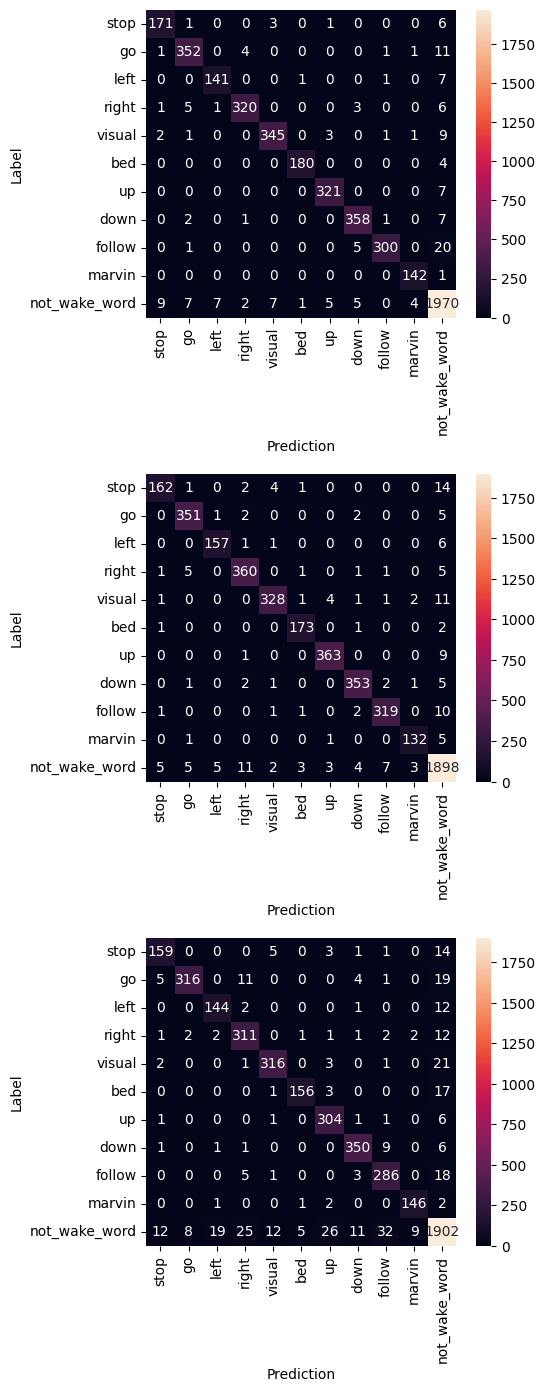 stop 171 1 0 0 3 0 1 0 0 0 6
go 1 352 0 4 0 0 0 0 1 1 11
left 0 0 141 0 0 1 0 0 1 0 7
right 1 5 1 320 0 0 0 3 0 0 6
visual 2 1 0 0 345 0 3 0 1 1 9
bed 0 0 0 0 0 180 0 0 0 0 4
up 0 0 0 0 0 0 321 0 0 0 7
down 0 2 0 1 0 0 0 358 1 0 7
follow 0 1 0 0 0 0 0 5 300 0 20
marvin 0 0 0 0 0 0 0 0 0 142 1
not_wake_word 9 7 7 2 7 1 5 5 0 4 1970
Label
stop go left right visual bed up down follow marvin not_wake_word
Prediction
1750
1500
1250
1000
750
500
250
0
stop 162 1 0 2 4 1 0 0 0 0 14
go 0 351 1 2 0 0 0 2 0 0 5
left 0 0 157 1 1 0 0 0 0 0 6
right 1 5 0 360 0 1 0 1 1 0 5
visual 1 0 0 0 328 1 4 1 1 2 11
bed 1 0 0 0 0 173 0 1 0 0 2
up 0 0 0 1 0 0 363 0 0 0 9
down 0 1 0 2 1 0 0 353 2 1 5
follow 1 0 0 0 1 1 0 2 319 0 10
marvin 0 1 0 0 0 0 1 0 0 132 5
not_wake_word 5 5 5 11 2 3 3 4 7 3 1898
Label
stop go left right visual bed up down follow marvin not_wake_word
Prediction
1750
1500
1250
1000
750
500
250
0
stop 159 0 0 0 5 0 3 1 1 0 14
go 5 316 0 11 0 0 0 4 1 0 19
left 0 0 144 2 0 0 0 1 0 0 12
right 1 2 2 311 0 1 1 1 2 2 12
visual 2 0 0 1 316 0 3 0 1 0 21
bed 0 0 0 0 1 156 3 0 0 0 17
up 1 0 0 0 1 0 304 1 1 0 6
down 0 1 0 1 1 0 0 0 350 9 0 6
follow 0 0 0 5 1 0 0 3 286 0 18
marvin 0 0 1 0 0 1 2 0 0 146 2
not_wake_word 12 8 19 25 12 5 26 11 32 9 1902
Label
stop go left right visual bed up down follow marvin not_wake_word
Prediction
1750
1500
1250
1000
750
500
250
0